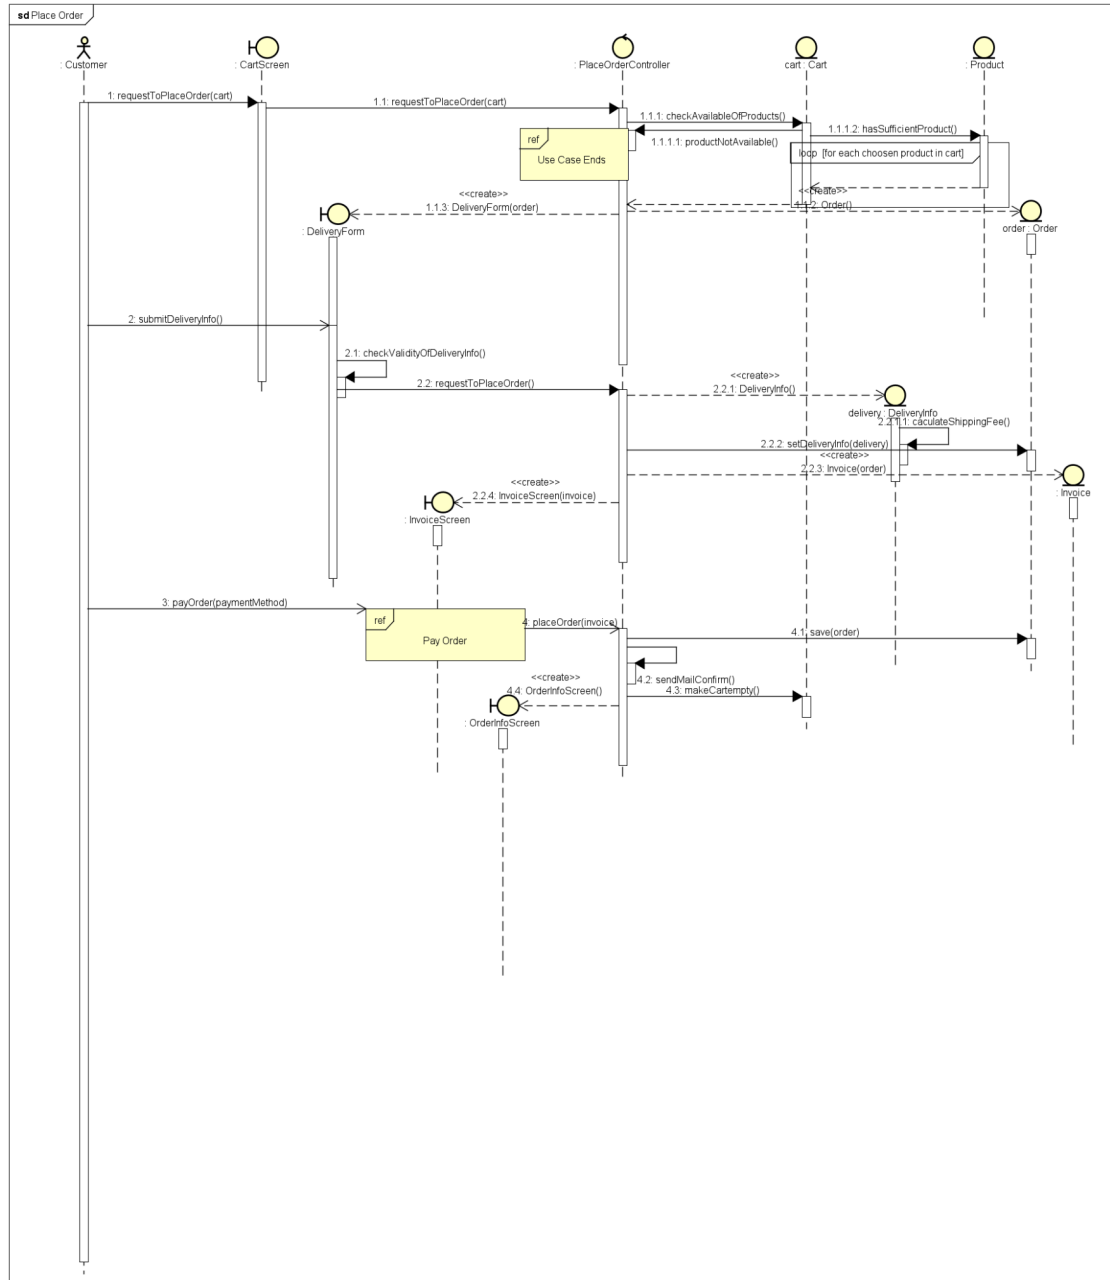 sd Place Order
: Customer
: CartScreen
: PlaceOrderController
cart : Cart
: Product
1: requestToPlaceOrder(cart)
1.1: requestToPlaceOrder(cart)
1.1.1: checkAvailableOfProducts()
1.1.1.2: hasSufficientProduct()
ref
1.1.1.1: productNotAvailable()
Use Case Ends
loop [for each choosen product in cart]
<<create>>
<<create>>
1.1.3: DeliveryForm(order)
1.1.2: Order()
: DeliveryForm
order : Order
2: submitDeliveryInfo()
2.1: checkValidityOfDeliveryInfo()
2.2: requestToPlaceOrder()
<<create>>
2.2.1: DeliveryInfo()
delivery : DeliveryInfo
2.2.1.1: caculateShippingFee()
2.2.2: setDeliveryInfo(delivery)
<<create>>
2.2.3: Invoice(order)
<<create>>
2.2.4: InvoiceScreen(invoice)
: Invoice
: InvoiceScreen
3: payOrder(paymentMethod)
ref
Pay Order
4: placeOrder(invoice)
4.1: save(order)
4.2: sendMailConfirm()
<<create>>
4.4: OrderInfoScreen()
4.3: makeCartempty()
: OrderInfoScreen